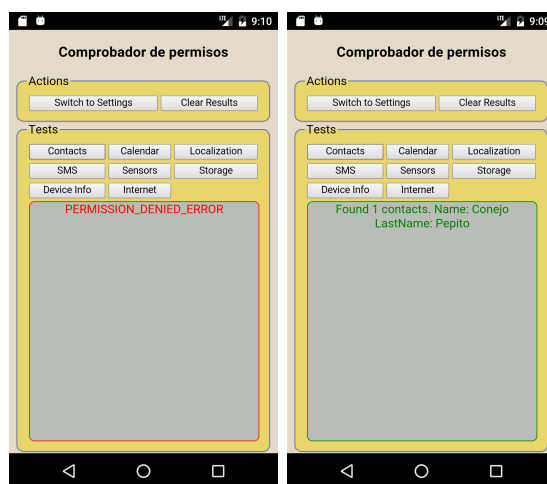 LTE 9:10
Comprobador de permisos
Actions
Switch to Settings Clear Results
Tests
Contacts Calendar Localization
SMS Sensors Storage
Device Info Internet
PERMISSION_DENIED_ERROR
LTE 9:09
Comprobador de permisos
Actions
Switch to Settings Clear Results
Tests
Contacts Calendar Localization
SMS Sensors Storage
Device Info Internet
Found 1 contacts. Name: Conejo
LastName: Pepito